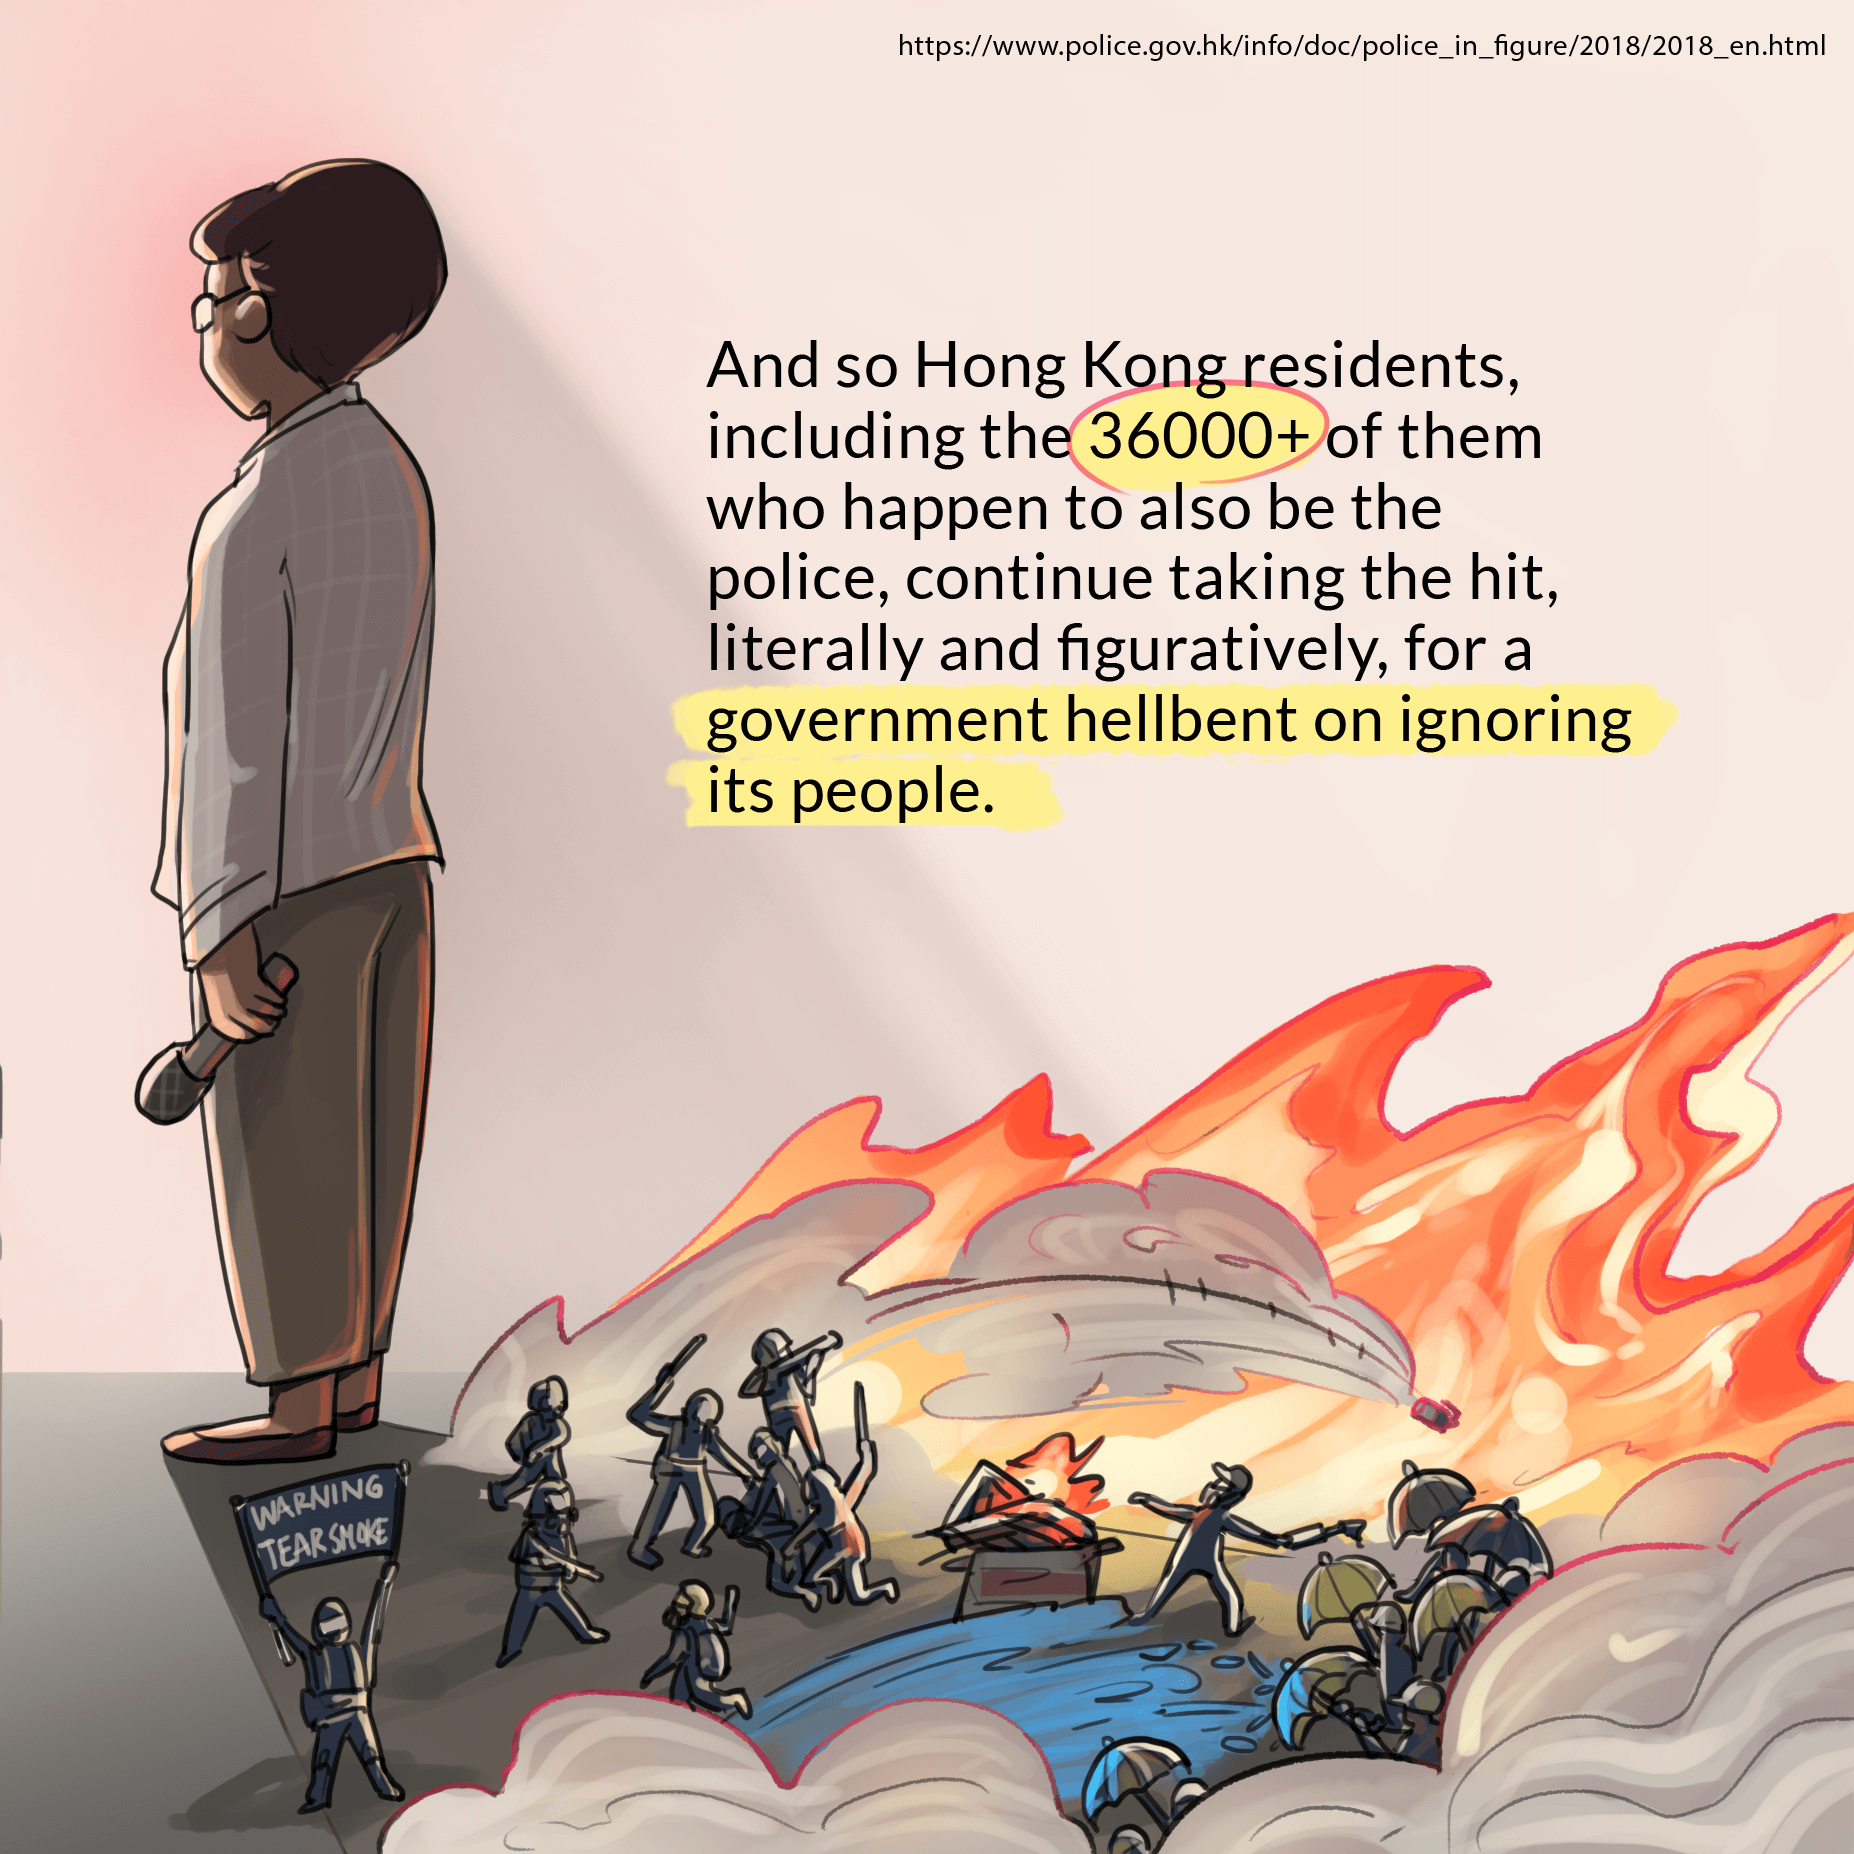 https://www.police.gov.hk/info/doc/police_in_figure/2018/2018_en.html
And so Hong Kong residents,
including the 36000+ of them
who happen to also be the
police, continue taking the hit,
literally and figuratively, for a
government hellbent on ignoring
its people.
WARNING
TEAR SMOKE